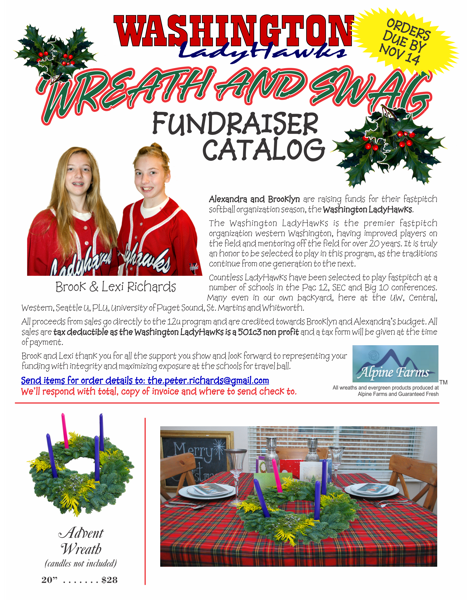 WASHINGTON
LadyHawks
ORDERS
DUE BY
NOV 14
WREATH AND SWAG
FUNDRAISER
CATALOG
Brook & Lexi Richards
Alexandra and Brooklyn are raising funds for their fastpitch
softball organization season, the Washington LadyHawks.
The Washington LadyHawks is the premier fastpitch
organization western Washington, having improved players on
the field and mentoring off the field for over 20 years. It is truly
an honor to be selected to play in this program, as the traditions
continue from one generation to the next.
Countless LadyHawks have been selected to play fastpitch at a
number of schools in the Pac 12, SEC and Big 10 conferences.
Many even in our own backyard, here at the UW, Central,
Western, Seattle U, PLU, University of Puget Sound, St. Martins and Whitworth.
All proceeds from sales go directly to the 12u program and are credited towards Brooklyn and Alexandra's budget. All
sales are tax deductible as the Washington LadyHawks is a 501c3 non profit and a tax form will be given at the time
of payment.
Brook and Lexi thank you for all the support you show and look forward to representing your
funding with integrity and maximizing exposure at the schools for travel ball.
Send items for order details to: the.peter.richards@gmail.com
We'll respond with total, copy of invoice and where to send check to.
Alpine Farms
TM
All wreaths and evergreen products produced at
Alpine Farms and Guaranteed Fresh
Advent
Wreath
(candles not included)
20" . . . . . . . $28
Merry